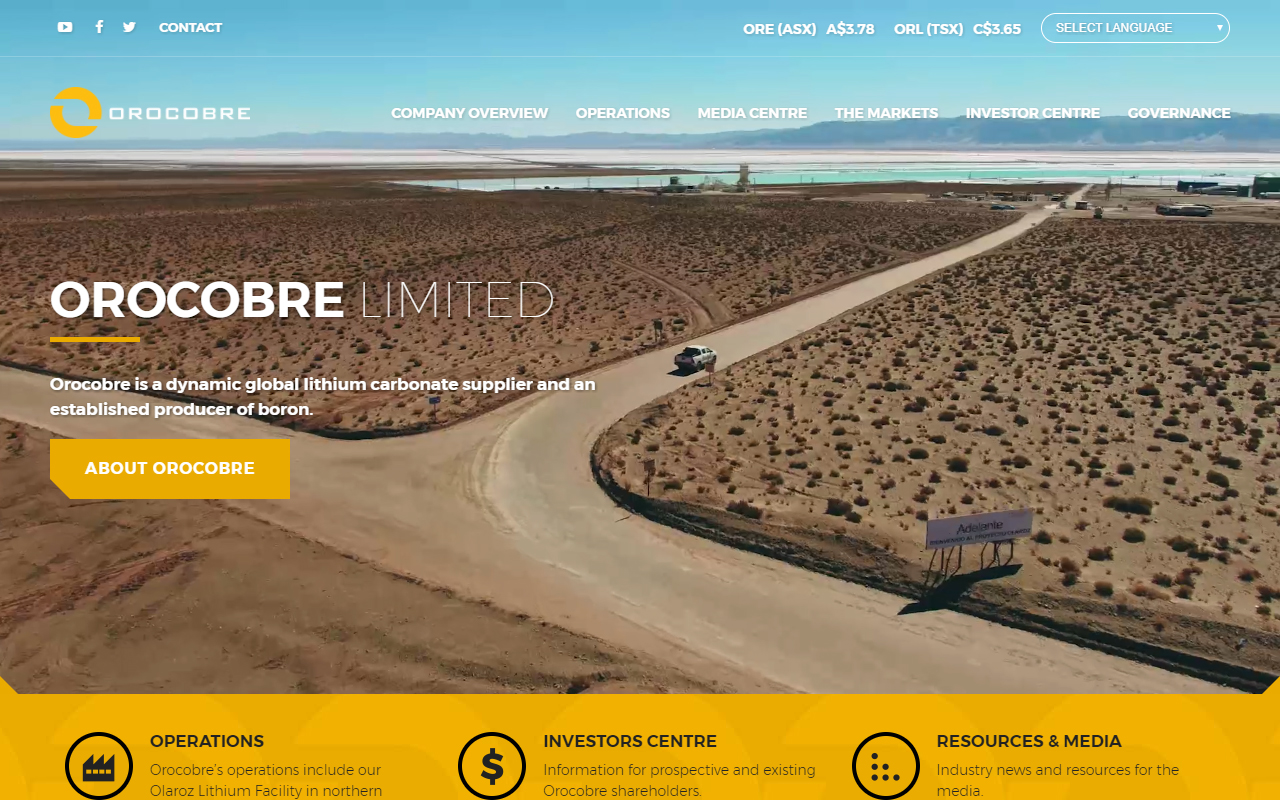 CONTACT
ORE (ASX) A$3.78 ORL (TSX) C$3.65
SELECT LANGUAGE
OROCOBRE
COMPANY OVERVIEW OPERATIONS MEDIA CENTRE THE MARKETS INVESTOR CENTRE GOVERNANCE
OROCOBRE LIMITED
Orocobre is a dynamic global lithium carbonate supplier and an
established producer of boron.
ABOUT OROCOBRE
Adelante
OPERATIONS
Orocobre's operations include our
Olaroz Lithium Facility in northern
INVESTORS CENTRE
Information for prospective and existing
Orocobre shareholders.
RESOURCES & MEDIA
Industry news and resources for the
media.